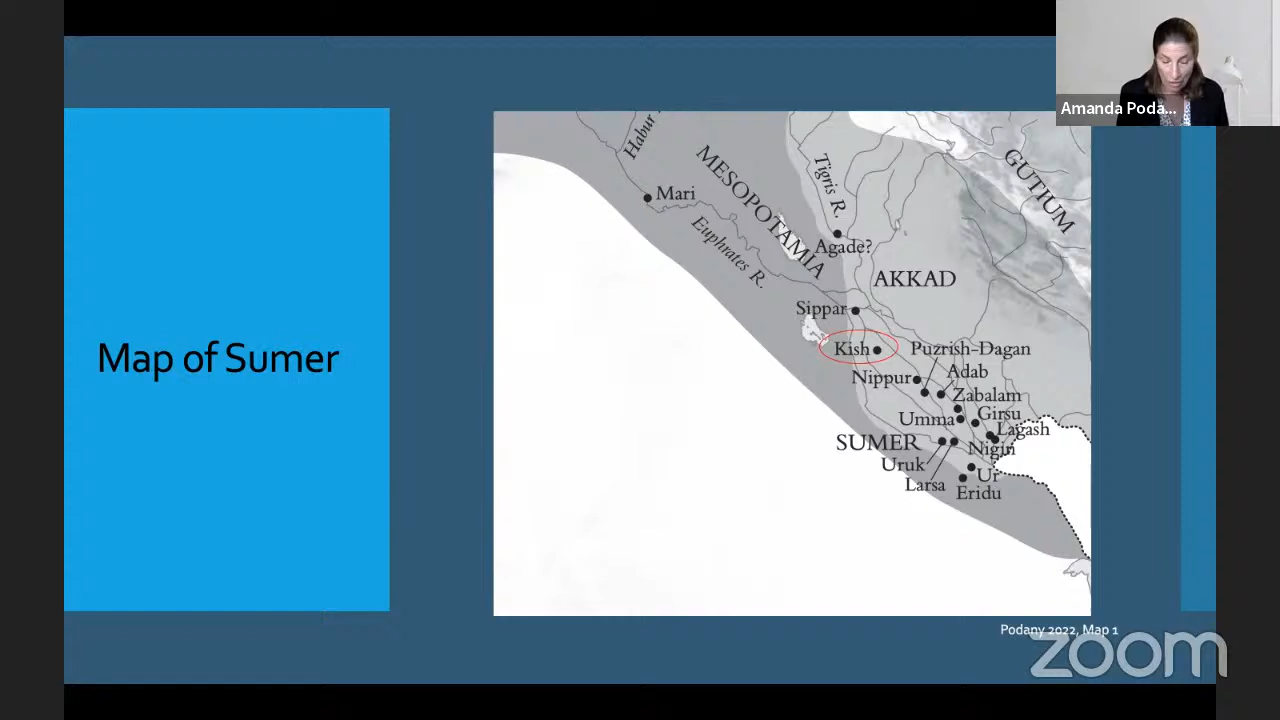 Amanda Poda...
Map of Sumer
Habur
MESOPOTAMIA
Tigris R.
GUTIUM
Mari
Euphrates R.
Agade?
AKKAD
Sippar
Kish
Puzrish-Dagan
Nippur
Adab
Zabalam
Umma
Girsu
Lagash
SUMER
Nigin
Uruk
Ur
Larsa
Eridu
Podany 2022, Map 1
zoom